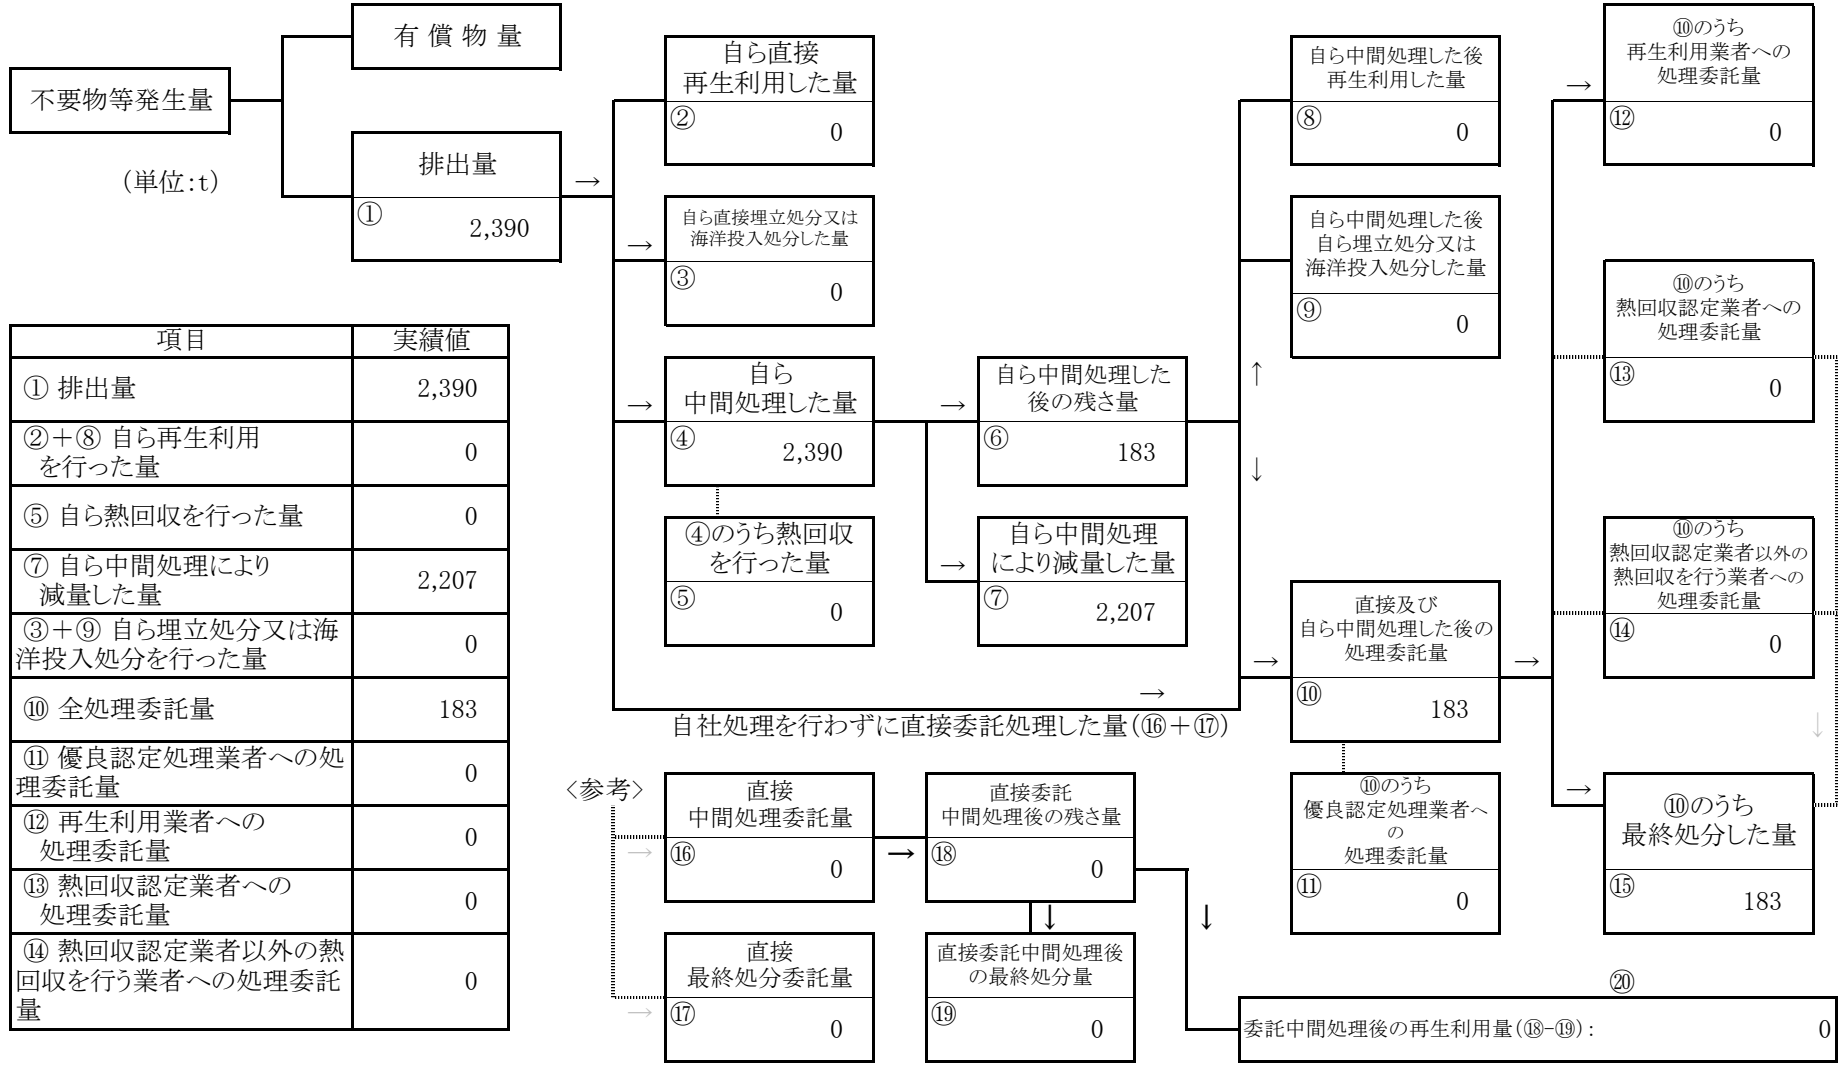 不要物等発生量
(単位:t)
有 償 物 量
排出量
①
2,390
→
自ら直接
再生利用した量
②
0
→
自ら直接埋立処分又は
海洋投入処分した量
③
0
→
自ら
中間処理した量
④
2,390
④のうち熱回収
を行った量
⑤
0
→
自ら中間処理した
後の残さ量
⑥
183
→
自ら中間処理
により減量した量
⑦
2,207
自ら中間処理した後
再生利用した量
⑧
0
自ら中間処理した後
自ら埋立処分又は
海洋投入処分した量
⑨
0
↑
↓
→
自社処理を行わずに直接委託処理した量(⑯+⑰)
→
直接及び
自ら中間処理した後の
処理委託量
⑩
183
⑩のうち
優良認定処理業者へ
の
処理委託量
⑪
0
→
→
⑩のうち
再生利用業者への
処理委託量
⑫
0
⑩のうち
熱回収認定業者への
処理委託量
⑬
0
⑩のうち
熱回収認定業者以外の
熱回収を行う業者への
処理委託量
⑭
0
↓
→
⑩のうち
最終処分した量
⑮
183
項目 実績値
① 排出量 2,390
②+⑧ 自ら再生利用
を行った量 0
⑤ 自ら熱回収を行った量 0
⑦ 自ら中間処理により
減量した量 2,207
③+⑨ 自ら埋立処分又は海
洋投入処分を行った量 0
⑩ 全処理委託量 183
⑪ 優良認定処理業者への処
理委託量 0
⑫ 再生利用業者への
処理委託量 0
⑬ 熱回収認定業者への
処理委託量 0
⑭ 熱回収認定業者以外の熱
回収を行う業者への処理委託
量 0
<参考>
→
直接
中間処理委託量
⑯
0
→
直接委託
中間処理後の残さ量
⑱
0
→
直接
最終処分委託量
⑰
0
↓
直接委託中間処理後
の最終処分量
⑲
0
↓
⑳
委託中間処理後の再生利用量(⑱-⑲): 0